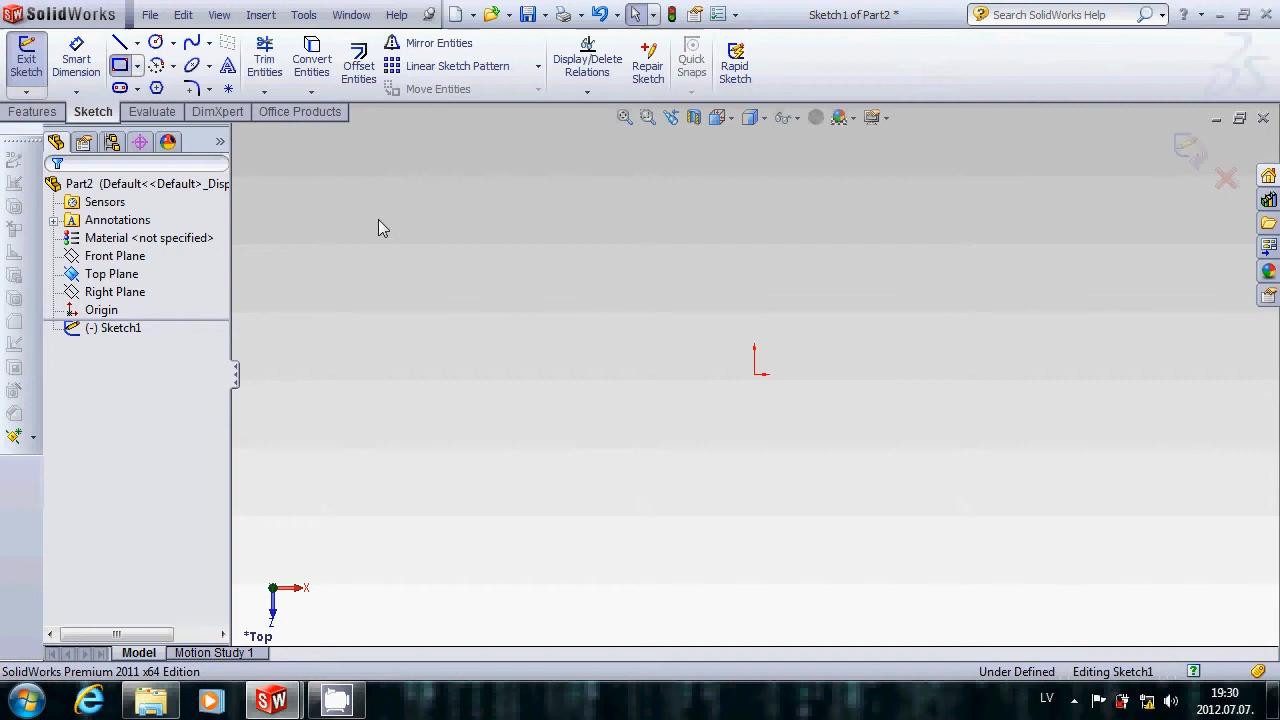 SolidWorks File Edit View Insert Tools Window Help Sketch1 of Part2 * Search SolidWorks Help
Exit Sketch
Smart Dimension
Trim Entities
Convert Entities
Offset Entities
Mirror Entities
Linear Sketch Pattern
Move Entities
Display/Delete Relations
Repair Sketch
Quick Snaps
Rapid Sketch
Features Sketch Evaluate DimXpert Office Products
Part2 (Default<<Default>_Disp
Sensors
Annotations
Material <not specified>
Front Plane
Top Plane
Right Plane
Origin
(-) Sketch1
X
Z
*Top
Model Motion Study 1
SolidWorks Premium 2011 x64 Edition Under Defined Editing Sketch1
LV 19:30
2012.07.07.